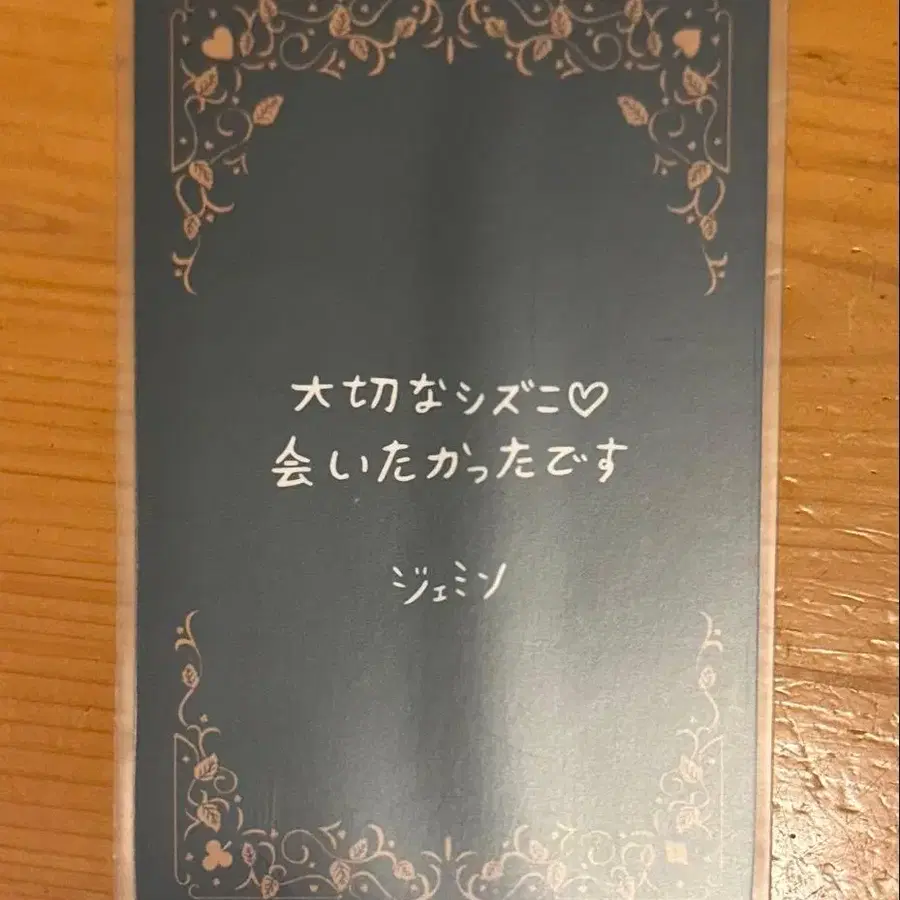 大切なシズニ♡
会いたかったです
ジェミン